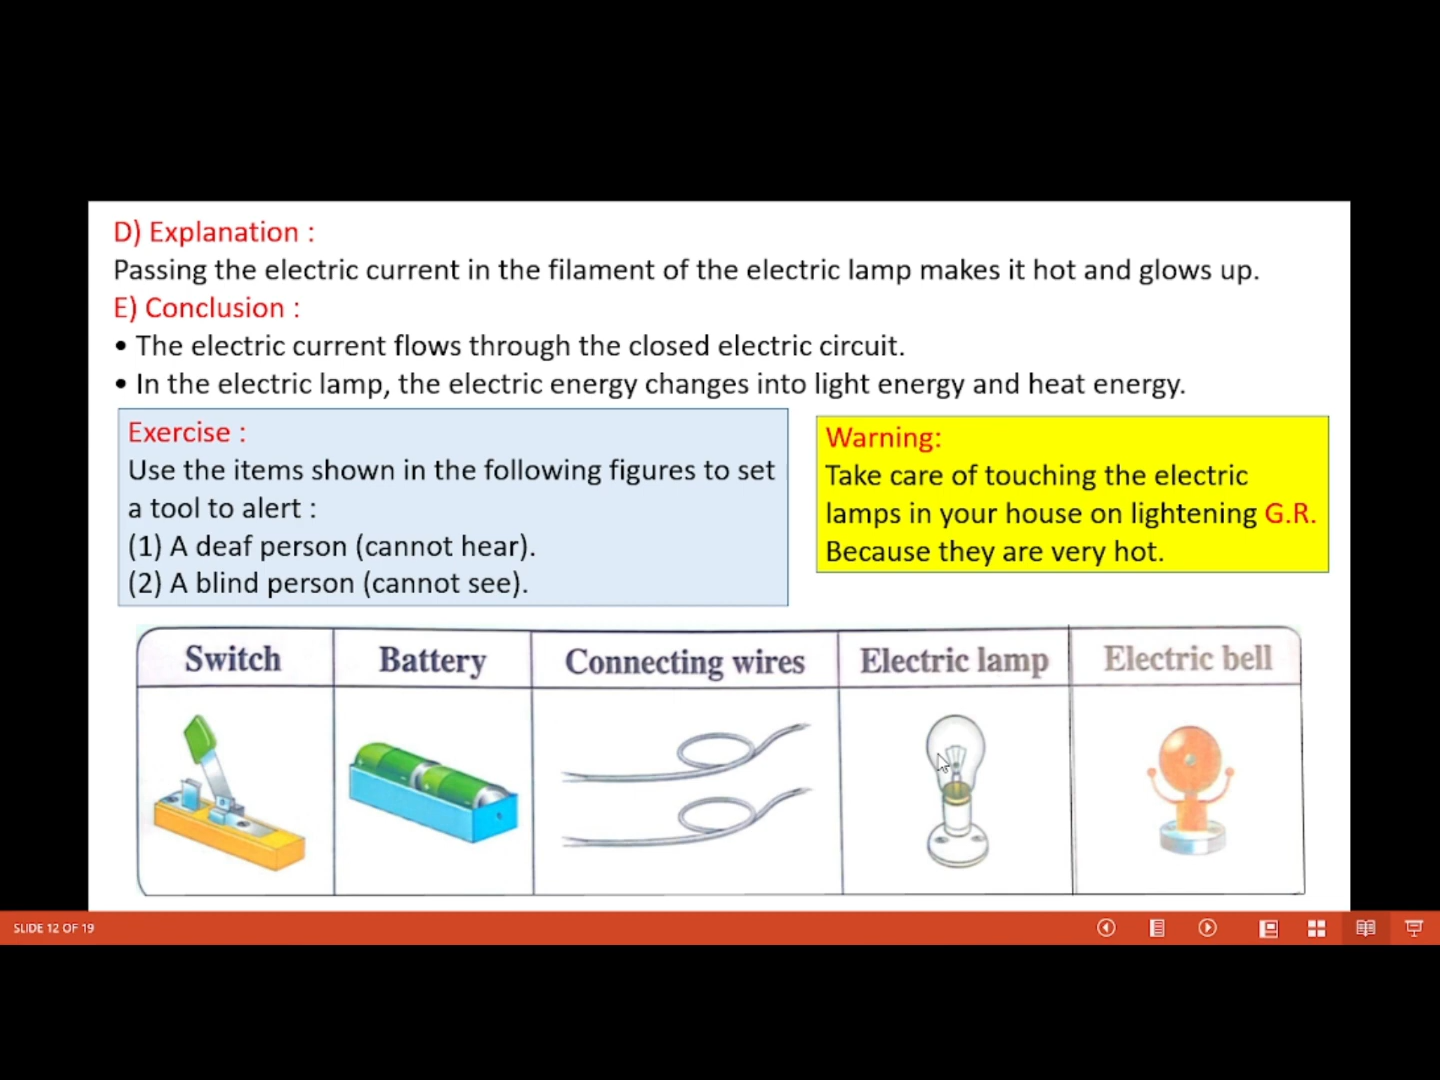 D) Explanation :
Passing the electric current in the filament of the electric lamp makes it hot and glows up.
E) Conclusion :
• The electric current flows through the closed electric circuit.
• In the electric lamp, the electric energy changes into light energy and heat energy.
Exercise :
Use the items shown in the following figures to set
a tool to alert :
(1) A deaf person (cannot hear).
(2) A blind person (cannot see).
Warning:
Take care of touching the electric
lamps in your house on lightening G.R.
Because they are very hot.
Switch Battery Connecting wires Electric lamp Electric bell
SLIDE 12 OF 19